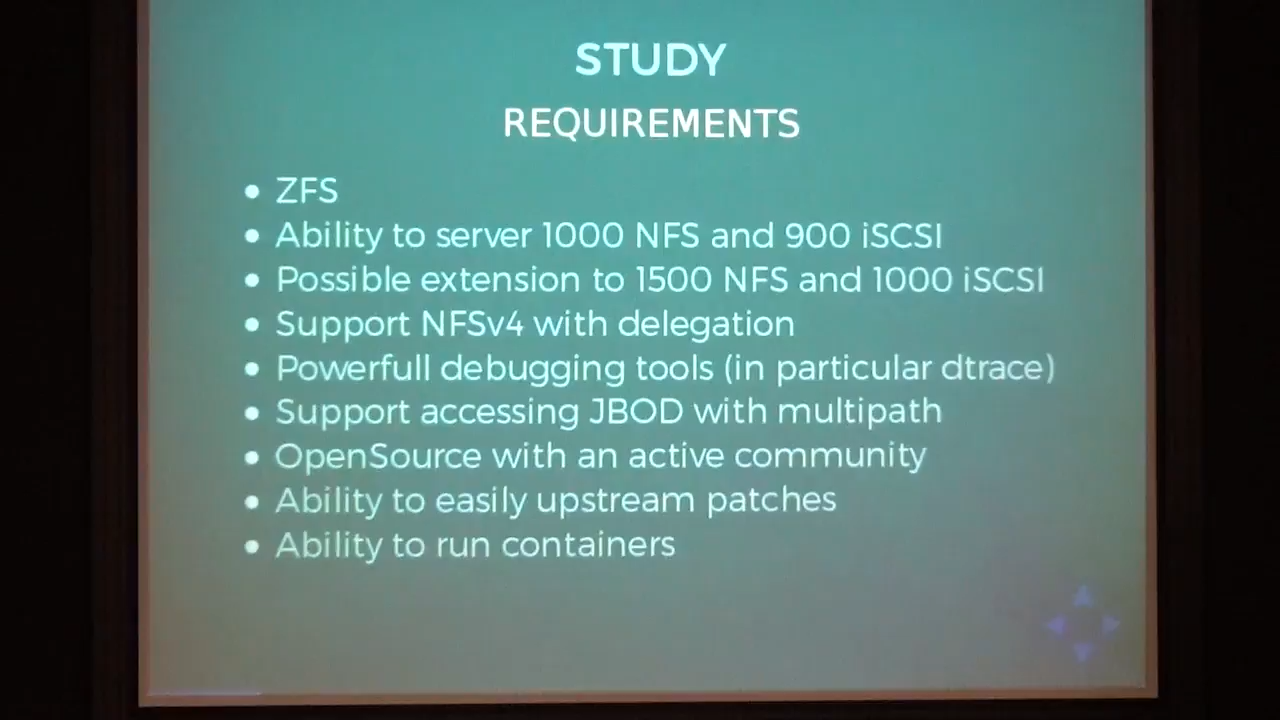 STUDY
REQUIREMENTS
• ZFS
• Ability to server 1000 NFS and 900 iSCSI
• Possible extension to 1500 NFS and 1000 iSCSI
• Support NFSv4 with delegation
• Powerfull debugging tools (in particular dtrace)
• Support accessing JBOD with multipath
• OpenSource with an active community
• Ability to easily upstream patches
• Ability to run containers